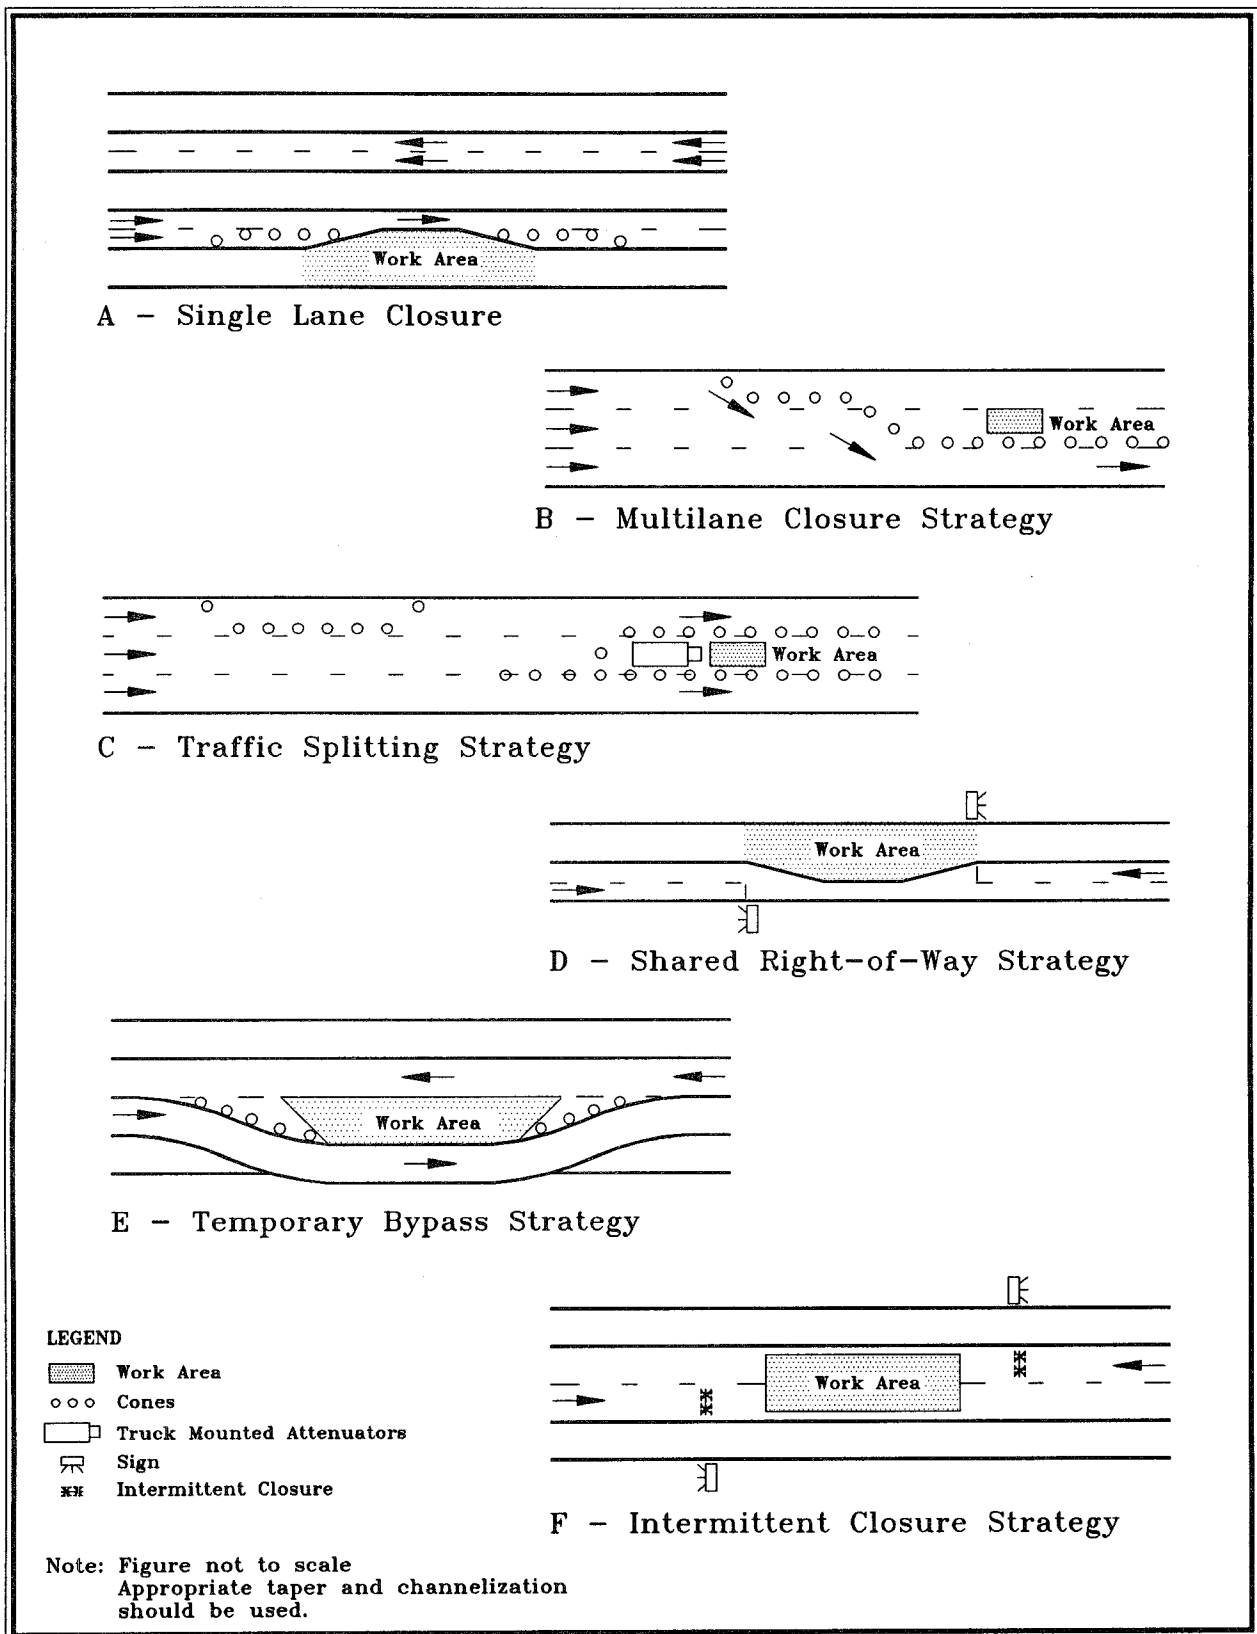 Work Area
A - Single Lane Closure
Work Area
B - Multilane Closure Strategy
Work Area
C - Traffic Splitting Strategy
Work Area
D - Shared Right-of-Way Strategy
Work Area
E - Temporary Bypass Strategy
Work Area
F - Intermittent Closure Strategy
LEGEND
Work Area
Cones
Truck Mounted Attenuators
Sign
Intermittent Closure
Note: Figure not to scale
Appropriate taper and channelization
should be used.